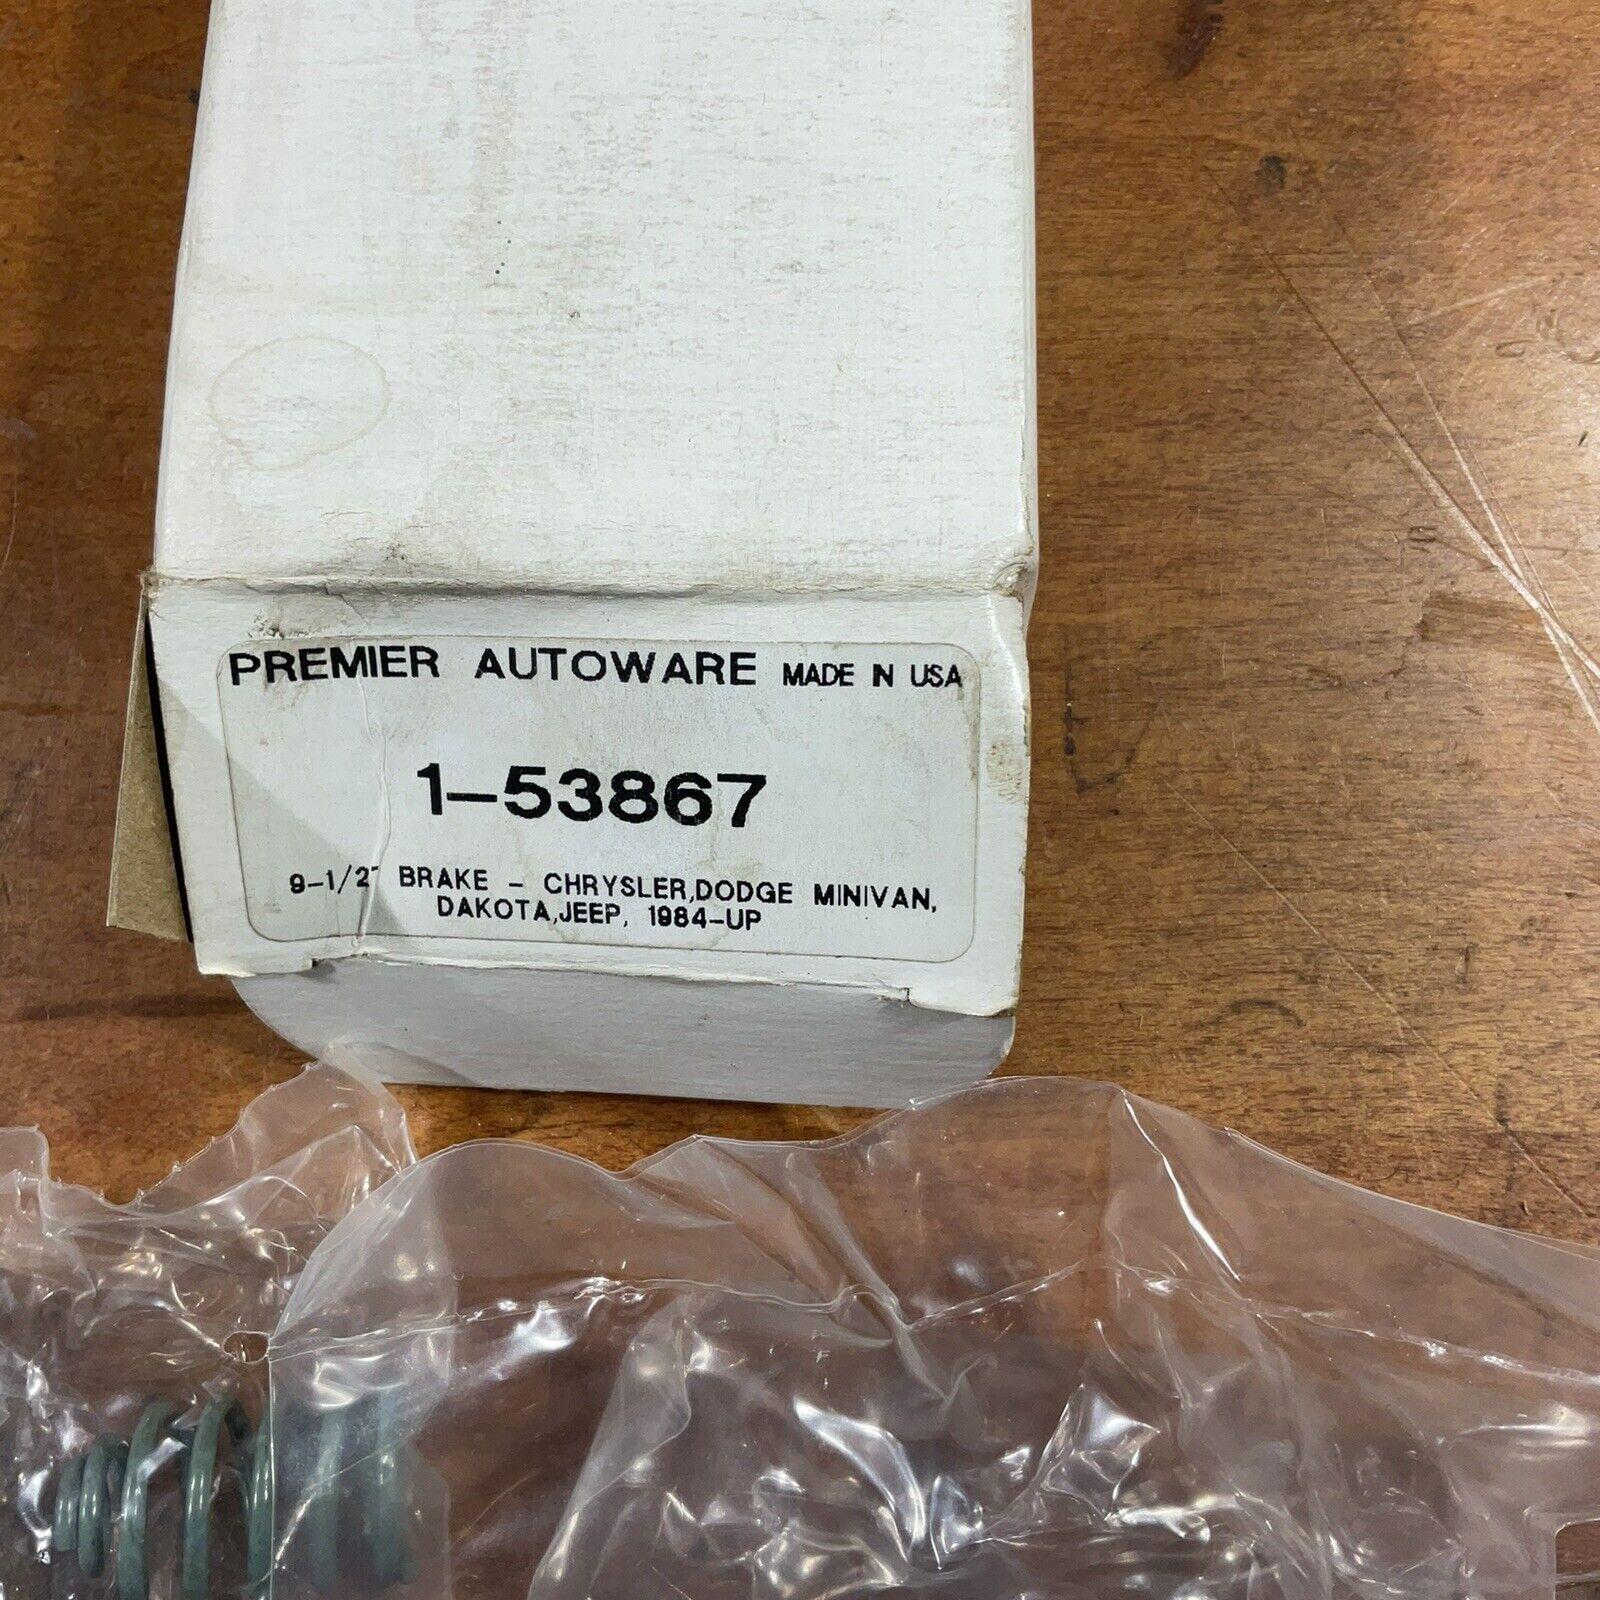 PREMIER AUTOWARE MADE IN USA
1-53867
9-1/2" BRAKE - CHRYSLER,DODGE MINIVAN,
DAKOTA,JEEP, 1984-UP